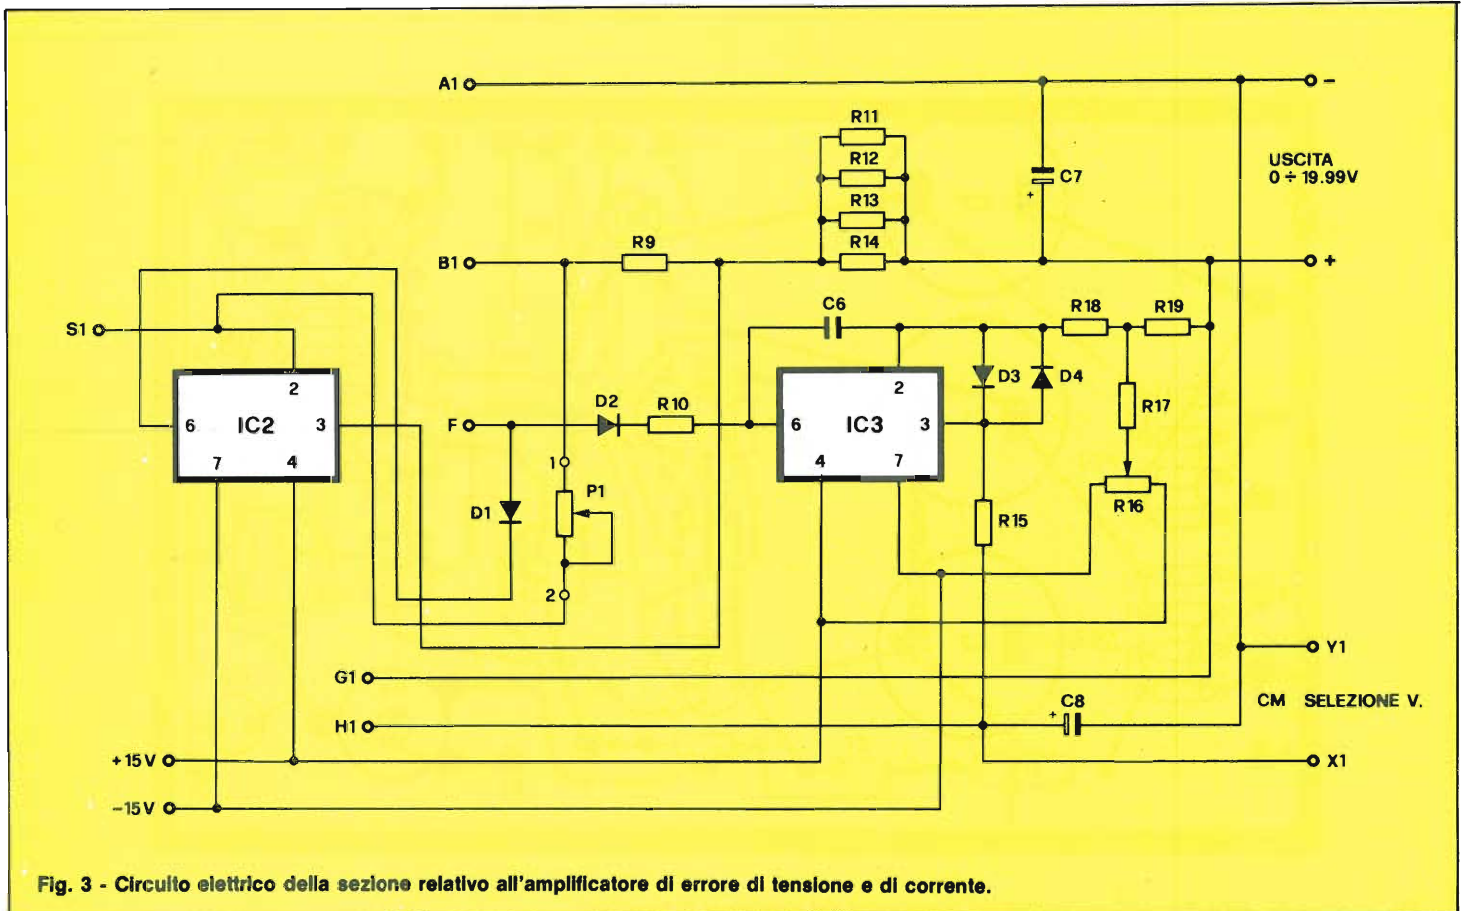 A1
−
R11
R12
R13
R14
C7
+
USCITA
0 ÷ 19.99V
B1
R9
+
S1
C6
R18
R19
2
6
IC2
3
7
4
F
D2
R10
2
6
IC3
3
4
7
D3
D4
R17
R16
R15
D1
1
P1
2
G1
H1
C8
+
Y1
CM SELEZIONE V.
X1
+15V
−15V
Fig. 3 - Circuito elettrico della sezione relativo all'amplificatore di errore di tensione e di corrente.